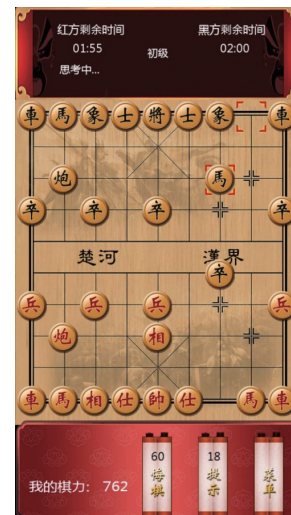 红方剩余时间 黑方剩余时间
01:55 初级 02:00
思考中...
車 馬 象 士 將 士 象 車
炮 馬
卒 卒 卒 卒
楚河 漢界
卒
兵 兵 兵 兵
炮 相
車 馬 相 仕 帥 仕 馬 車
我的棋力: 762
60
悔棋
18
提示
菜单